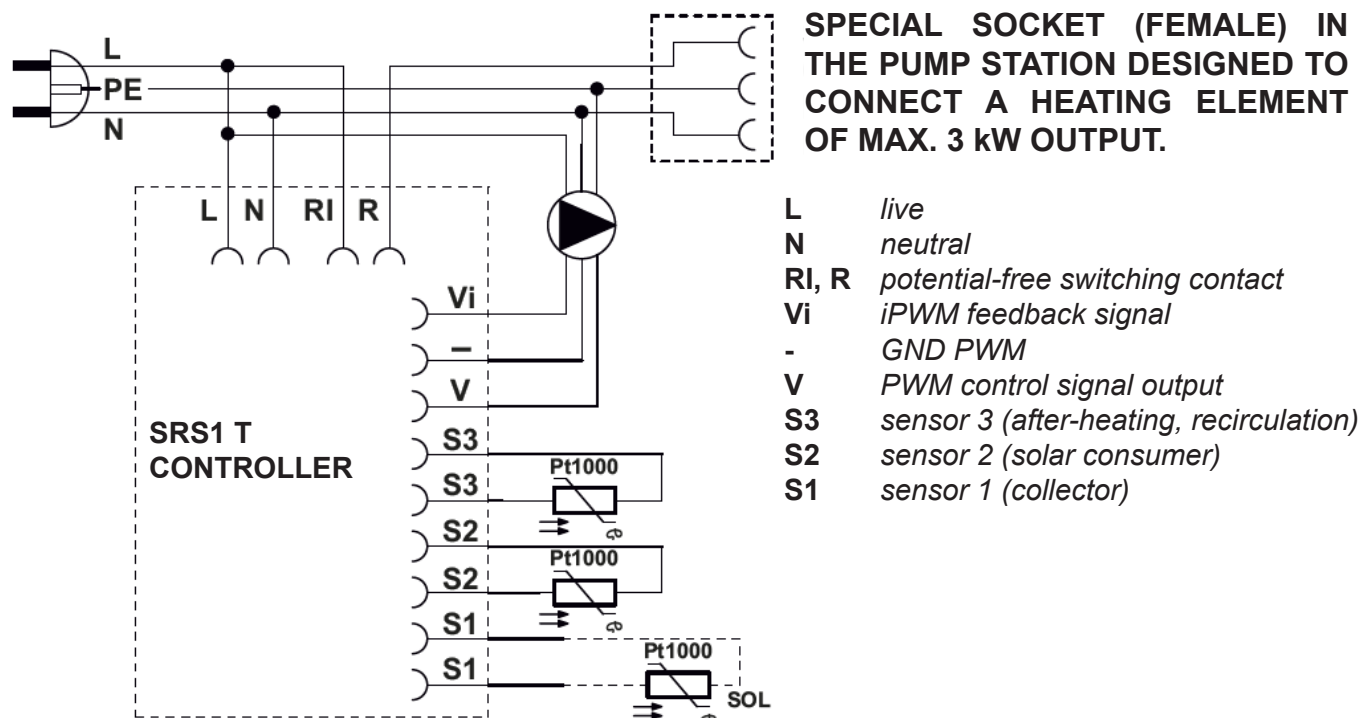 SPECIAL SOCKET (FEMALE) IN
THE PUMP STATION DESIGNED TO
CONNECT A HEATING ELEMENT
OF MAX. 3 kW OUTPUT.
L
PE
N
L N RI R
Vi
–
V
S3
S3
S2
S2
S1
S1
SRS1 T
CONTROLLER
Pt1000
Pt1000
Pt1000
SOL
L live
N neutral
RI, R potential-free switching contact
Vi iPWM feedback signal
- GND PWM
V PWM control signal output
S3 sensor 3 (after-heating, recirculation)
S2 sensor 2 (solar consumer)
S1 sensor 1 (collector)